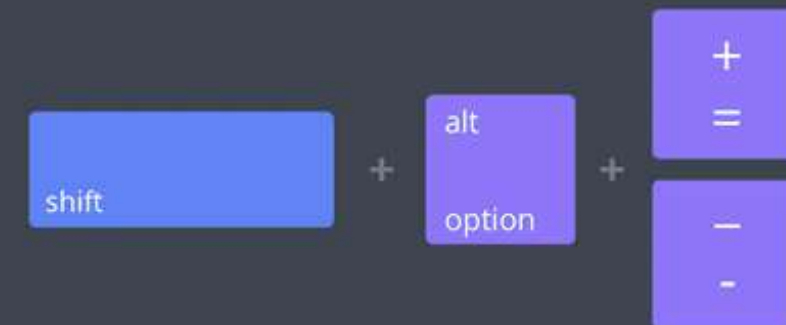 shift
+
alt
option
+
+
=
–
-